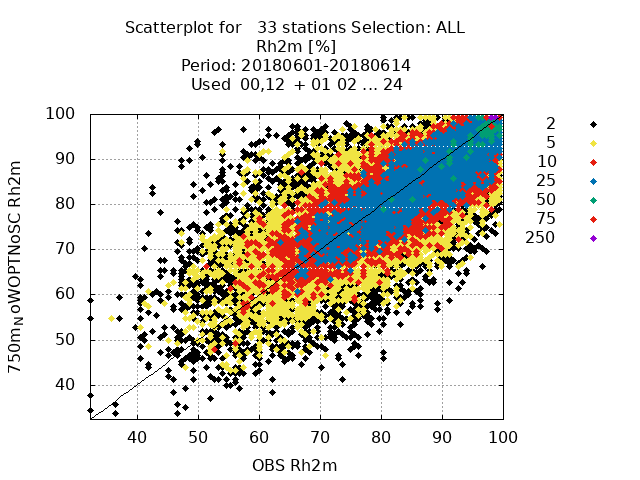 Scatterplot for 33 stations Selection: ALL
Rh2m [%]
Period: 20180601-20180614
Used 00,12 + 01 02 ... 24
100
90
80
70
60
50
40
750m_NoWOPTNoSC Rh2m
40 50 60 70 80 90 100
OBS Rh2m
2
5
10
25
50
75
250